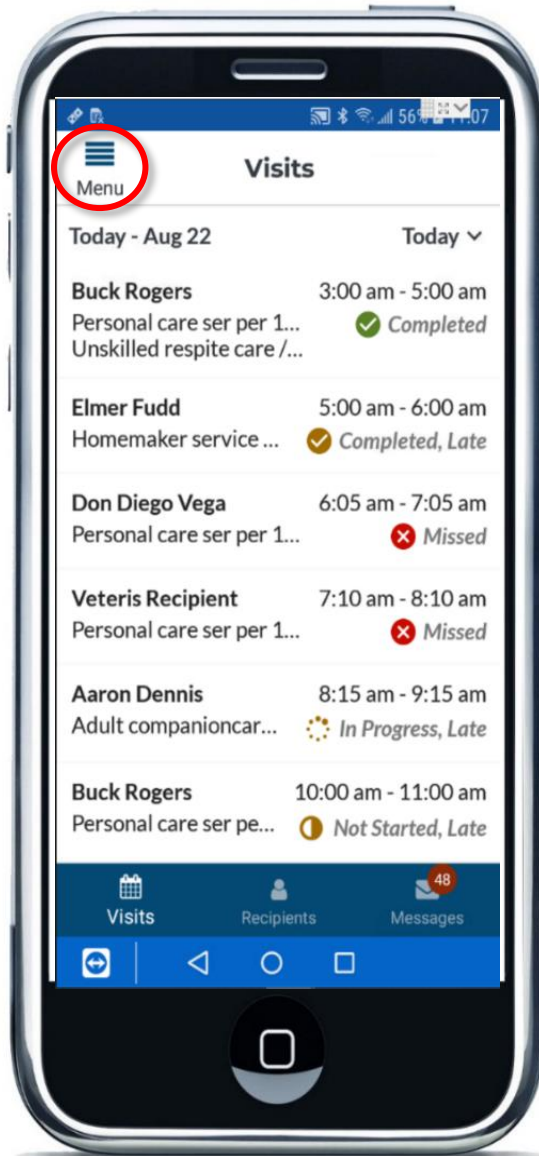 56%
Menu
Visits
Today - Aug 22 Today
Buck Rogers 3:00 am - 5:00 am
Personal care ser per 1... Completed
Unskilled respite care /...
Elmer Fudd 5:00 am - 6:00 am
Homemaker service ... Completed, Late
Don Diego Vega 6:05 am - 7:05 am
Personal care ser per 1... Missed
Veteris Recipient 7:10 am - 8:10 am
Personal care ser per 1... Missed
Aaron Dennis 8:15 am - 9:15 am
Adult companioncar... In Progress, Late
Buck Rogers 10:00 am - 11:00 am
Personal care ser pe... Not Started, Late
48
Visits Recipients Messages